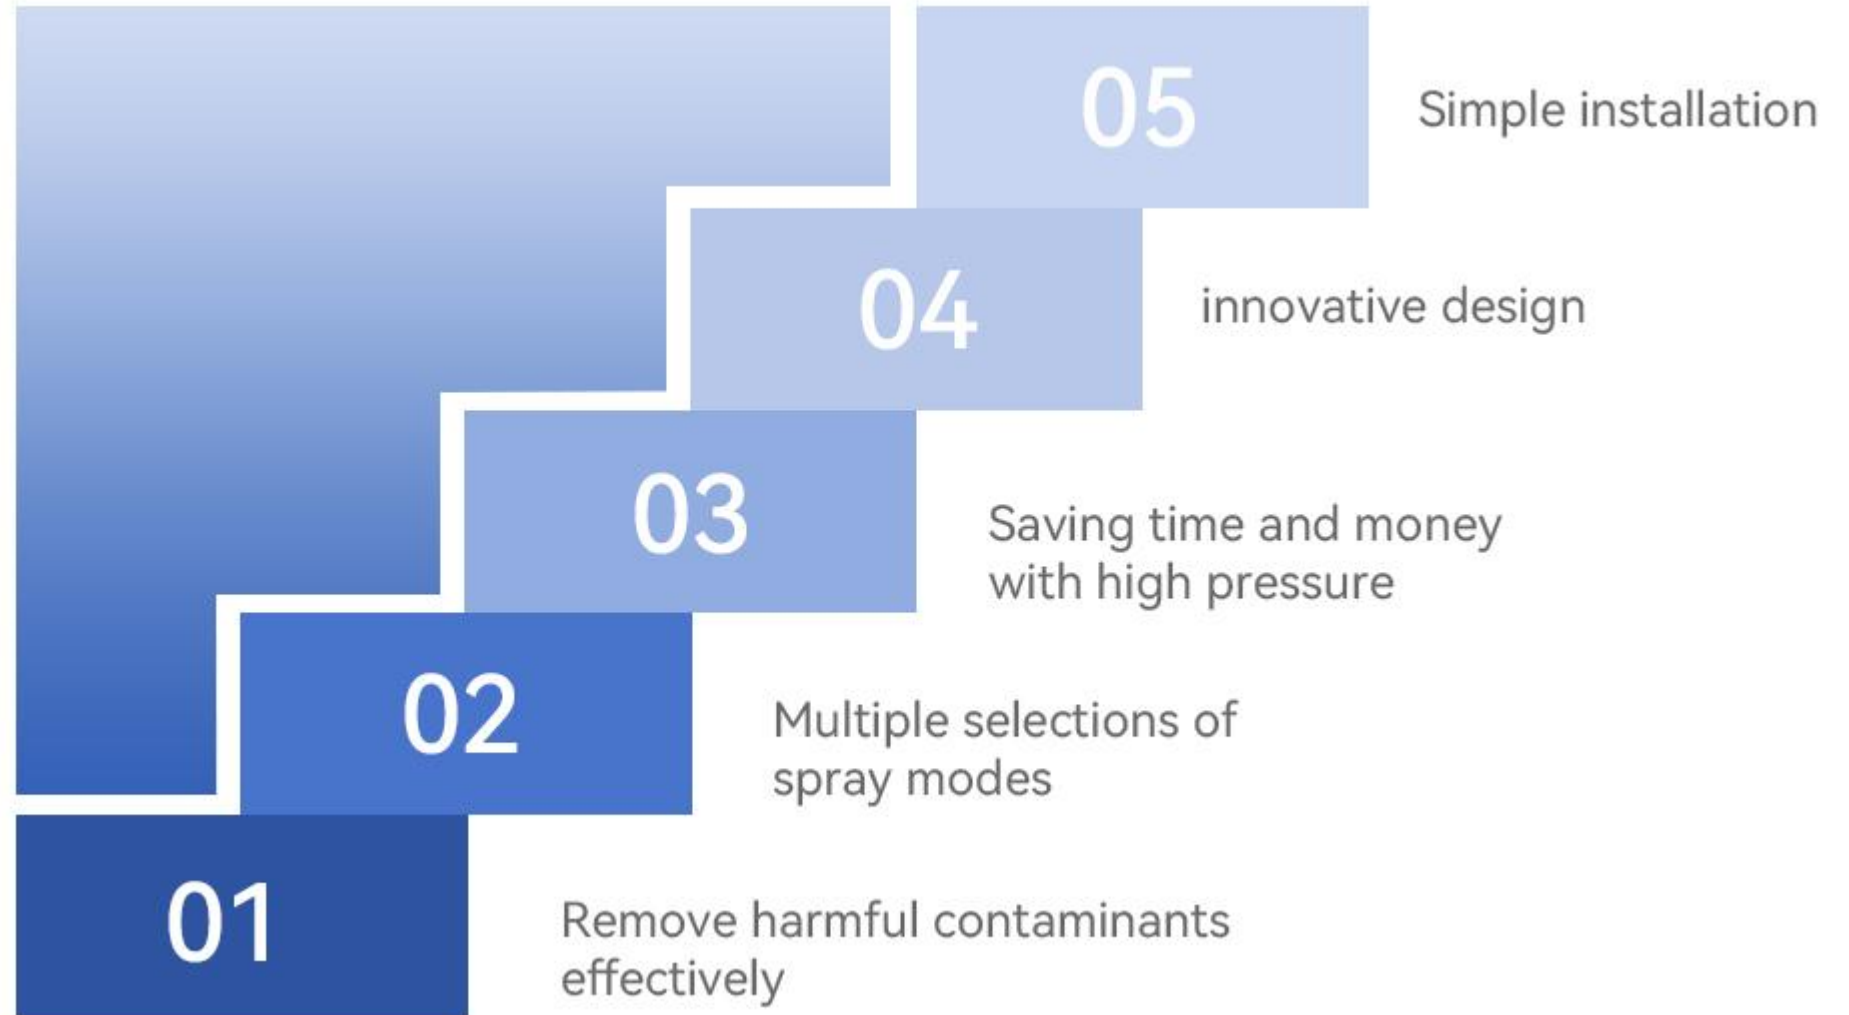 05
Simple installation
04
innovative design
03
Saving time and money
with high pressure
02
Multiple selections of
spray modes
01
Remove harmful contaminants
effectively